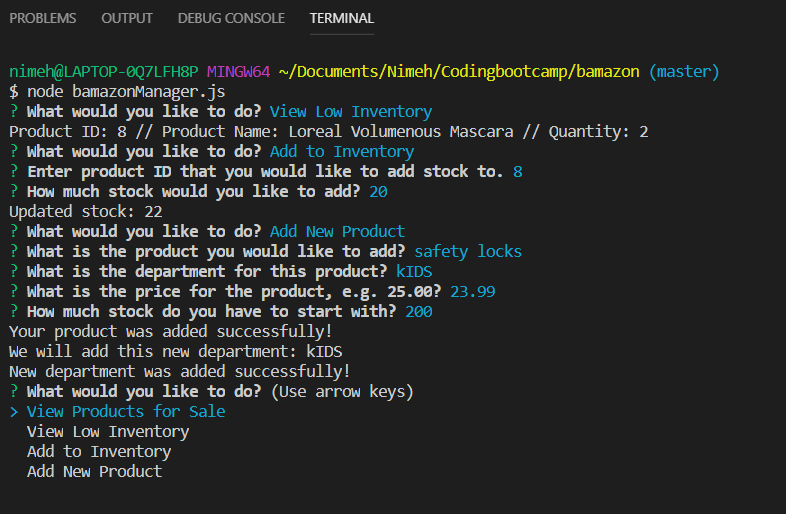 PROBLEMS OUTPUT DEBUG CONSOLE TERMINAL
nimeh@LAPTOP-0Q7LFH8P MINGW64 ~/Documents/Nimeh/Codingbootcamp/bamazon (master)
$ node bamazonManager.js
? What would you like to do? View Low Inventory
Product ID: 8 // Product Name: Loreal Volumenous Mascara // Quantity: 2
? What would you like to do? Add to Inventory
? Enter product ID that you would like to add stock to. 8
? How much stock would you like to add? 20
Updated stock: 22
? What would you like to do? Add New Product
? What is the product you would like to add? safety locks
? What is the department for this product? kIDS
? What is the price for the product, e.g. 25.00? 23.99
? How much stock do you have to start with? 200
Your product was added successfully!
We will add this new department: kIDS
New department was added successfully!
? What would you like to do? (Use arrow keys)
> View Products for Sale
View Low Inventory
Add to Inventory
Add New Product